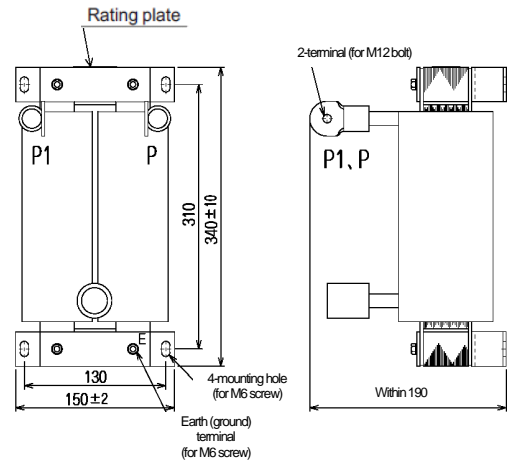 Rating plate
2-terminal (for M12 bolt)
P1
P
P1、P
310
340±10
E
130
150±2
4-mounting hole
(for M6 screw)
Earth (ground)
terminal
(for M6 screw)
Within 190